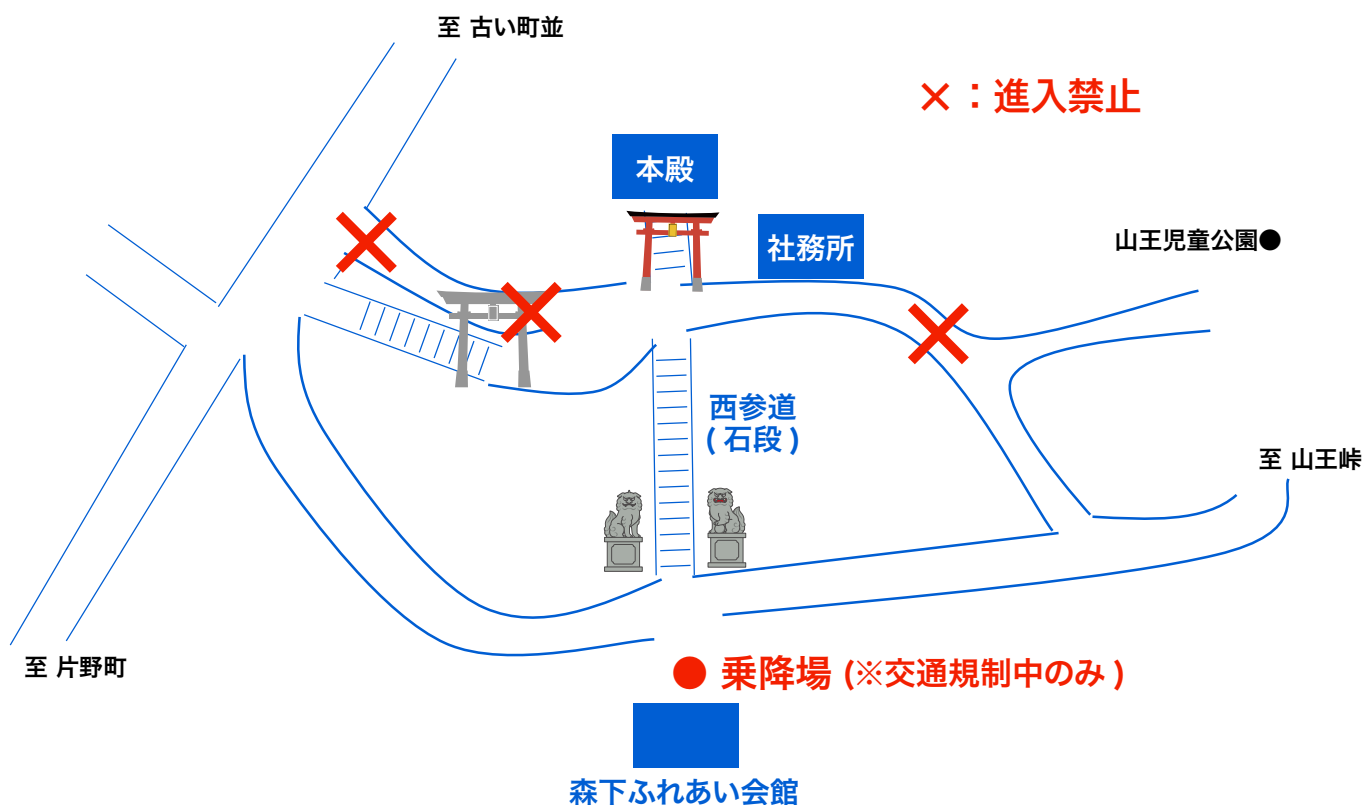 至 古い町並
×：進入禁止
本殿
社務所
山王児童公園●
西参道
( 石段 )
至 山王峠
至 片野町
● 乗降場 (※交通規制中のみ )
森下ふれあい会館